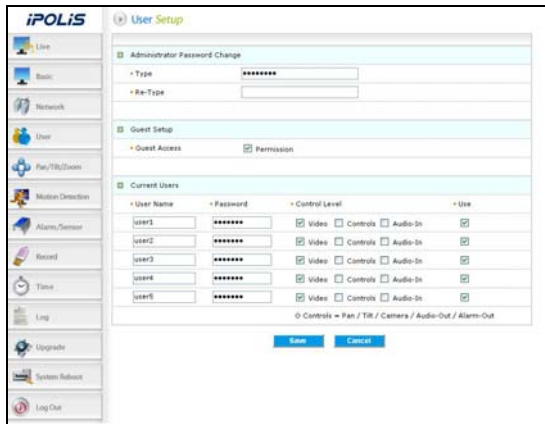 iPOLiS
User Setup
Live
Basic
Network
User
Pan/Tilt/Zoom
Motion Detection
Alarm/Sensor
Record
Time
Log
Upgrade
System Reboot
Log Out
Administrator Password Change
Type ••••••••
Re-Type
Guest Setup
Guest Access Permission
Current Users
User Name Password Control Level Use
user1 ••••••• Video Controls Audio-In
user2 ••••••• Video Controls Audio-In
user3 ••••••• Video Controls Audio-In
user4 ••••••• Video Controls Audio-In
user5 ••••••• Video Controls Audio-In
Controls = Pan / Tilt / Camera / Audio-Out / Alarm-Out
Save Cancel